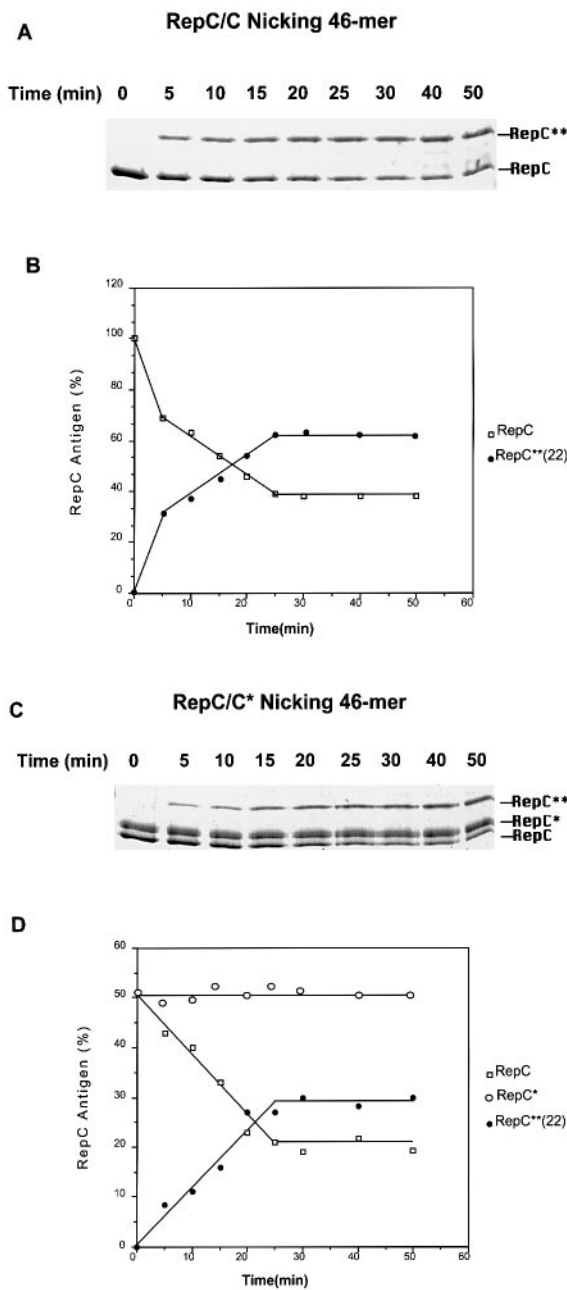 A
RepC/C Nicking 46-mer
Time (min) 0 5 10 15 20 25 30 40 50
RepC**
RepC
B
120
100
80
60
40
20
0
RepC Antigen (%)
0 10 20 30 40 50 60
Time(min)
RepC
RepC**(22)
C
RepC/C* Nicking 46-mer
Time (min) 0 5 10 15 20 25 30 40 50
RepC**
RepC*
RepC
D
60
50
40
30
20
10
0
RepC Antigen (%)
0 10 20 30 40 50 60
Time(min)
RepC
RepC*
RepC**(22)